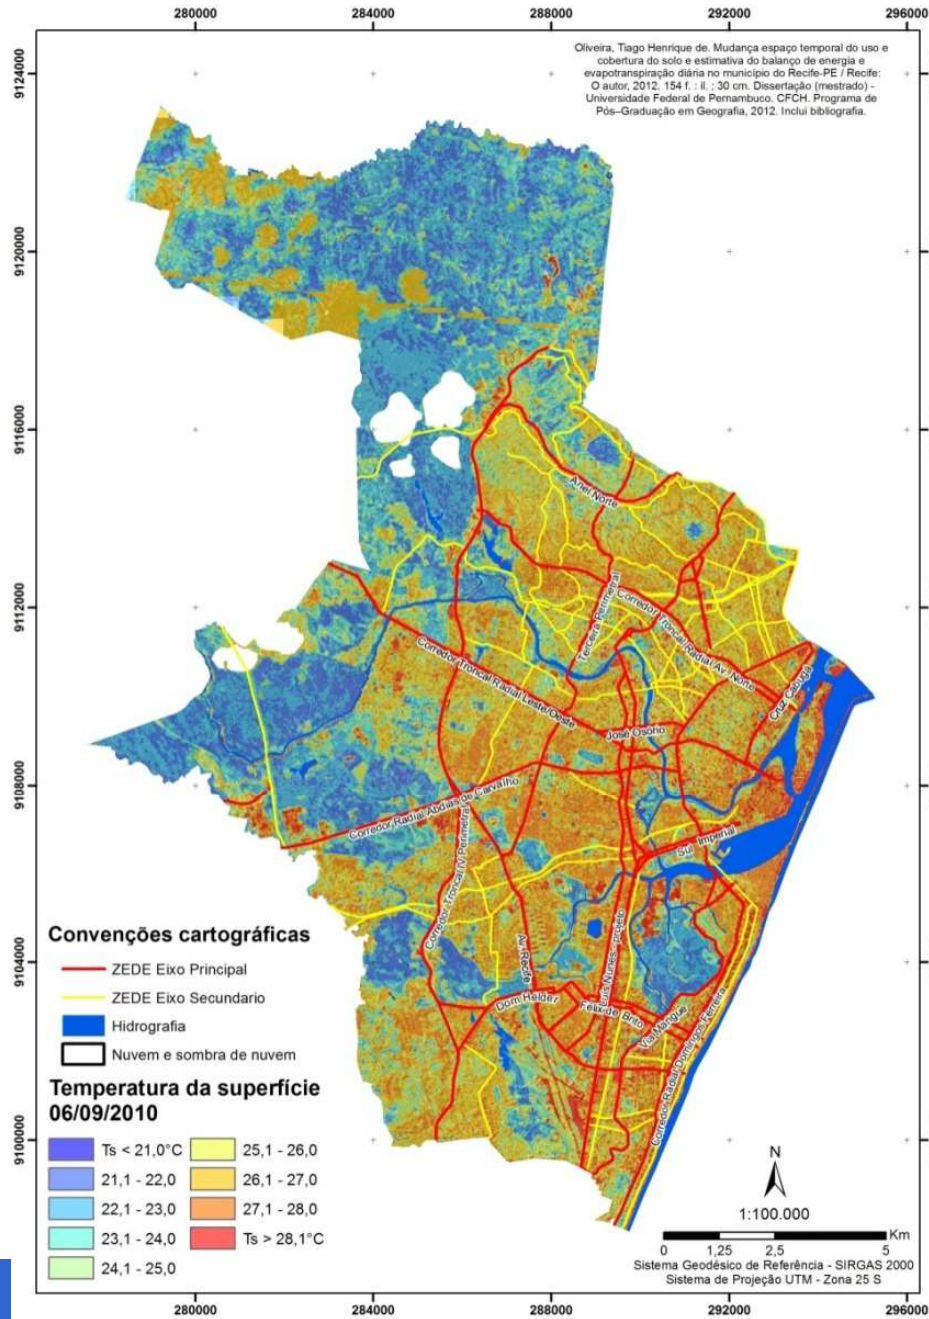 280000 284000 288000 292000 296000
Oliveira, Tiago Henrique de. Mudança espaço temporal do uso e
cobertura do solo e estimativa do balanço de energia e
evapotranspiração diária no município do Recife-PE / Recife:
O autor, 2012. 154 f. : il. ; 30 cm. Dissertação (mestrado) -
Universidade Federal de Pernambuco. CFCH. Programa de
Pós–Graduação em Geografia, 2012. Inclui bibliografia.
9124000
9124000
9120000
9120000
9116000
9116000
Anel Norte
9112000
9112000
Terceira Perimetral
Corredor Troncal Radial Av. Norte
Corredor Troncal Radial Leste/Oeste
Cruz Cabugá
José Osório
9108000
9108000
Corredor Radial Abdias de Carvalho
Sul Imperial
Corredor Troncal IV Perimetral
Av. Recife
Luis Nunes - projeto
9104000
9104000
Dom Helder
Felix de Brito
Via Mangue
Corredor Radial Domingos Ferreira
9100000
9100000
Convenções cartográficas
ZEDE Eixo Principal
ZEDE Eixo Secundario
Hidrografia
Nuvem e sombra de nuvem
Temperatura da superfície
06/09/2010
Ts < 21,0°C
21,1 - 22,0
22,1 - 23,0
23,1 - 24,0
24,1 - 25,0
25,1 - 26,0
26,1 - 27,0
27,1 - 28,0
Ts > 28,1°C
N
1:100.000
Km
0 1,25 2,5 5
Sistema Geodésico de Referência - SIRGAS 2000
Sistema de Projeção UTM - Zona 25 S
280000 284000 288000 292000 296000